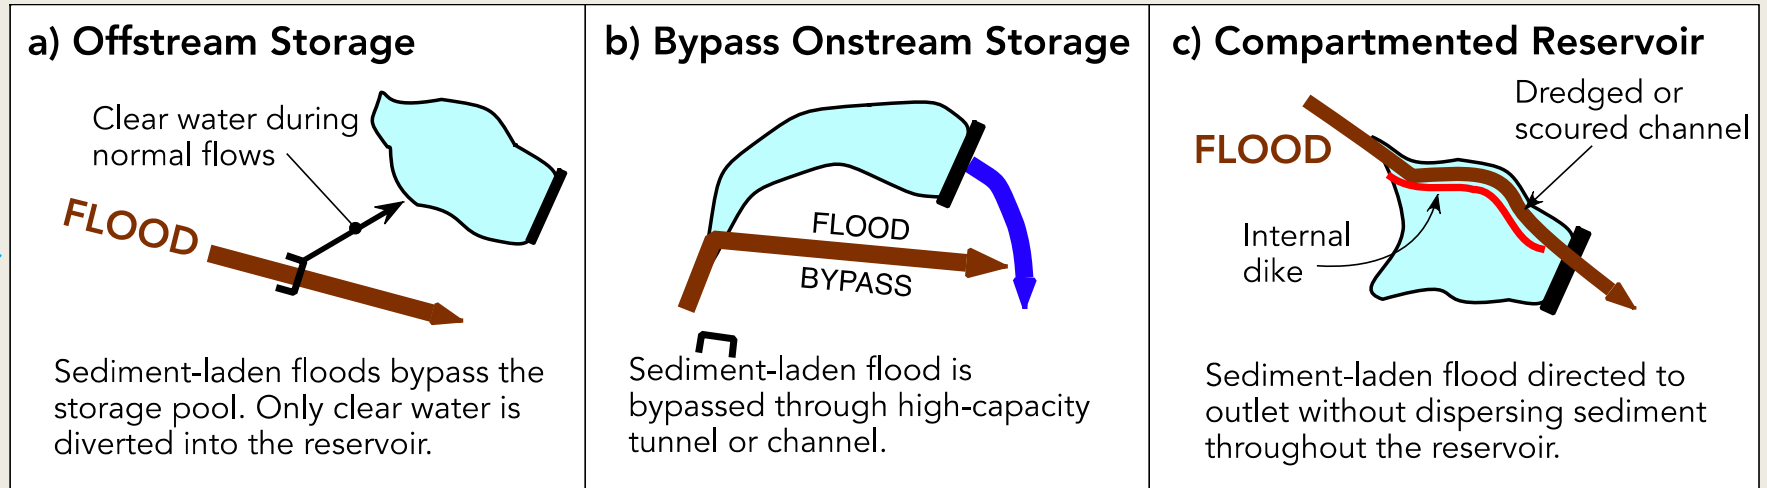 a) Offstream Storage
Clear water during
normal flows
FLOOD
Sediment-laden floods bypass the
storage pool. Only clear water is
diverted into the reservoir.
b) Bypass Onstream Storage
FLOOD
BYPASS
Sediment-laden flood is
bypassed through high-capacity
tunnel or channel.
c) Compartmented Reservoir
Dredged or
scoured channel
FLOOD
Internal
dike
Sediment-laden flood directed to
outlet without dispersing sediment
throughout the reservoir.